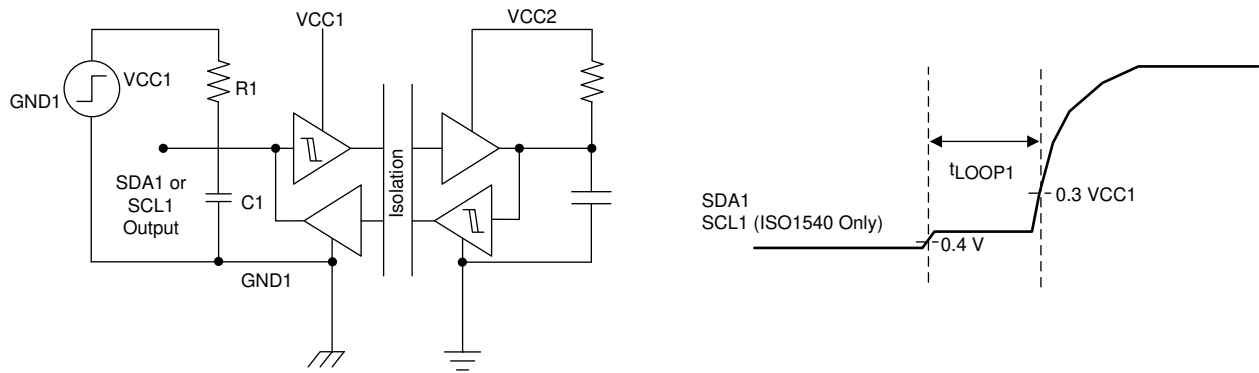 VCC1
VCC2
VCC1
R1
GND1
SDA1 or
SCL1
Output
C1
Isolation
GND1
tLOOP1
0.3 VCC1
SDA1
SCL1 (ISO1540 Only)
0.4 V